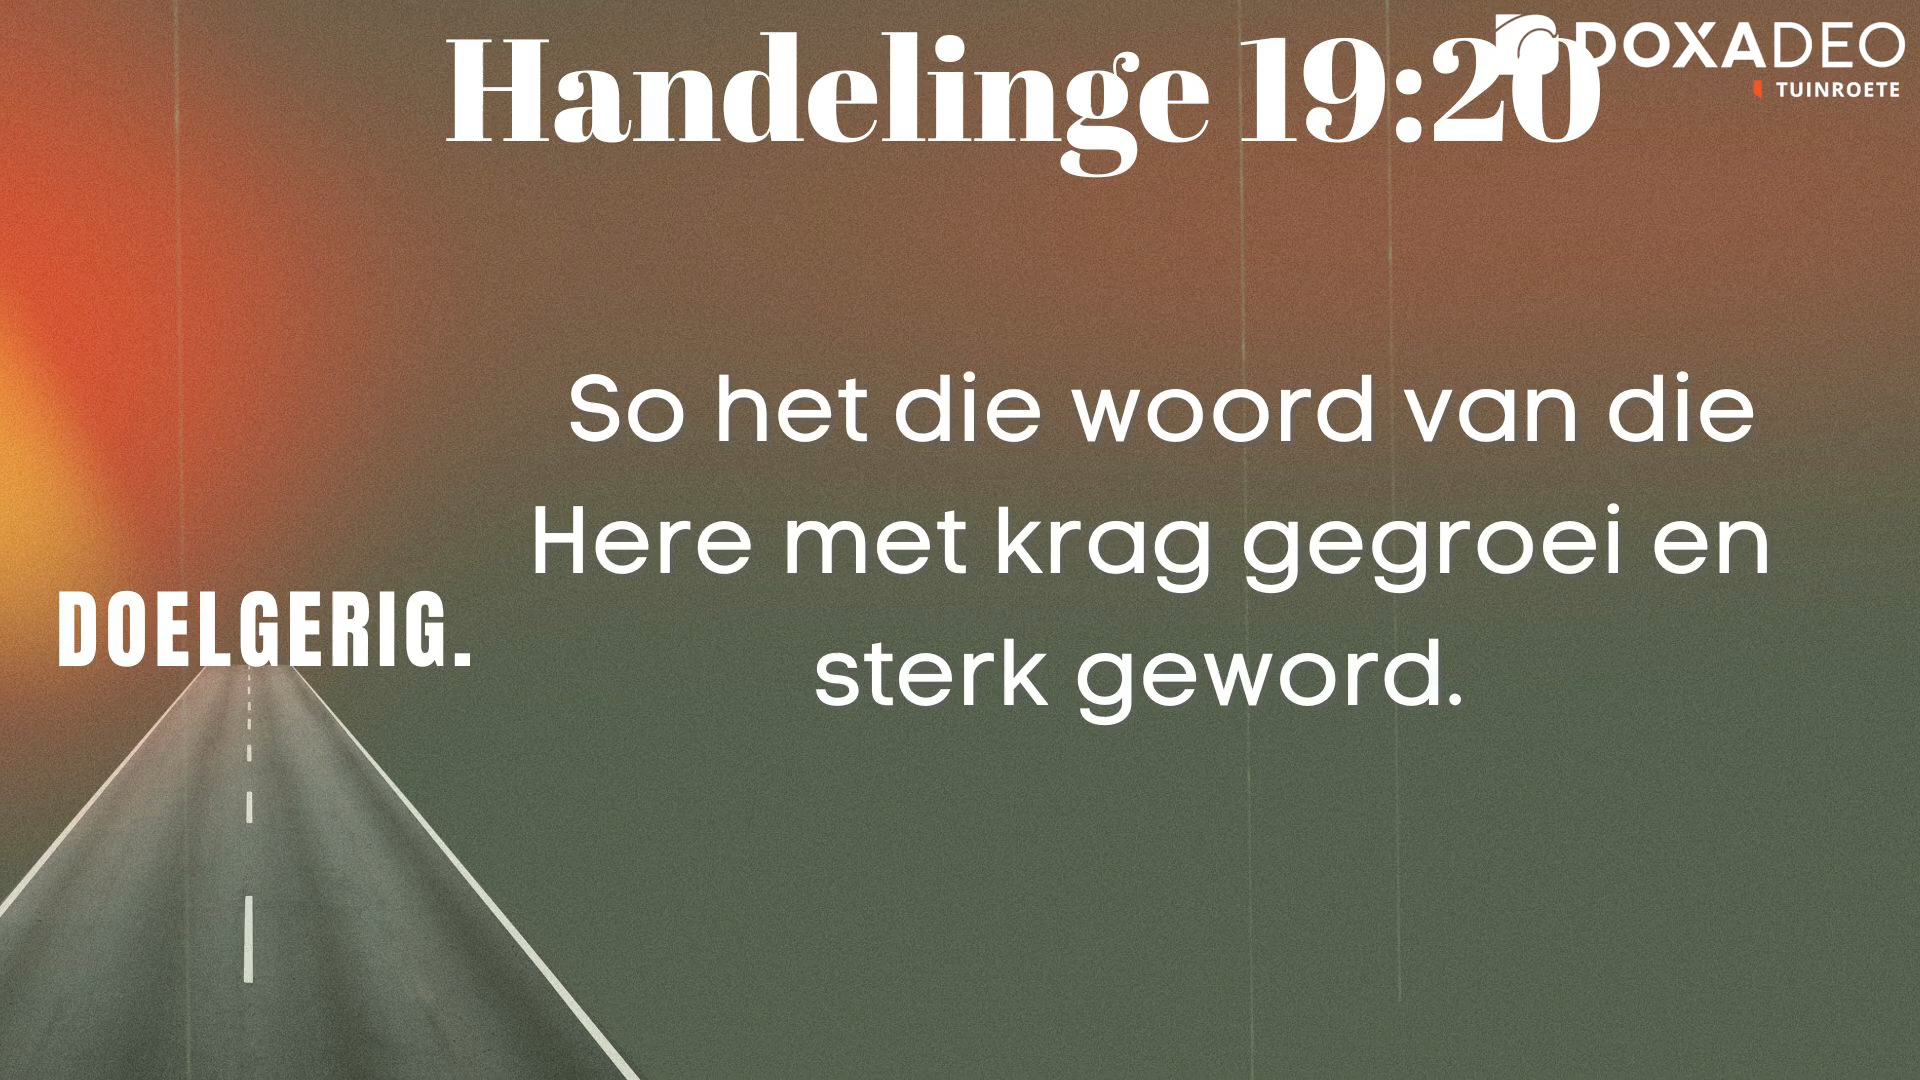 Handelinge 19:20
DOXADEO
TUINROETE
So het die woord van die
Here met krag gegroei en
sterk geword.
DOELGERIG.